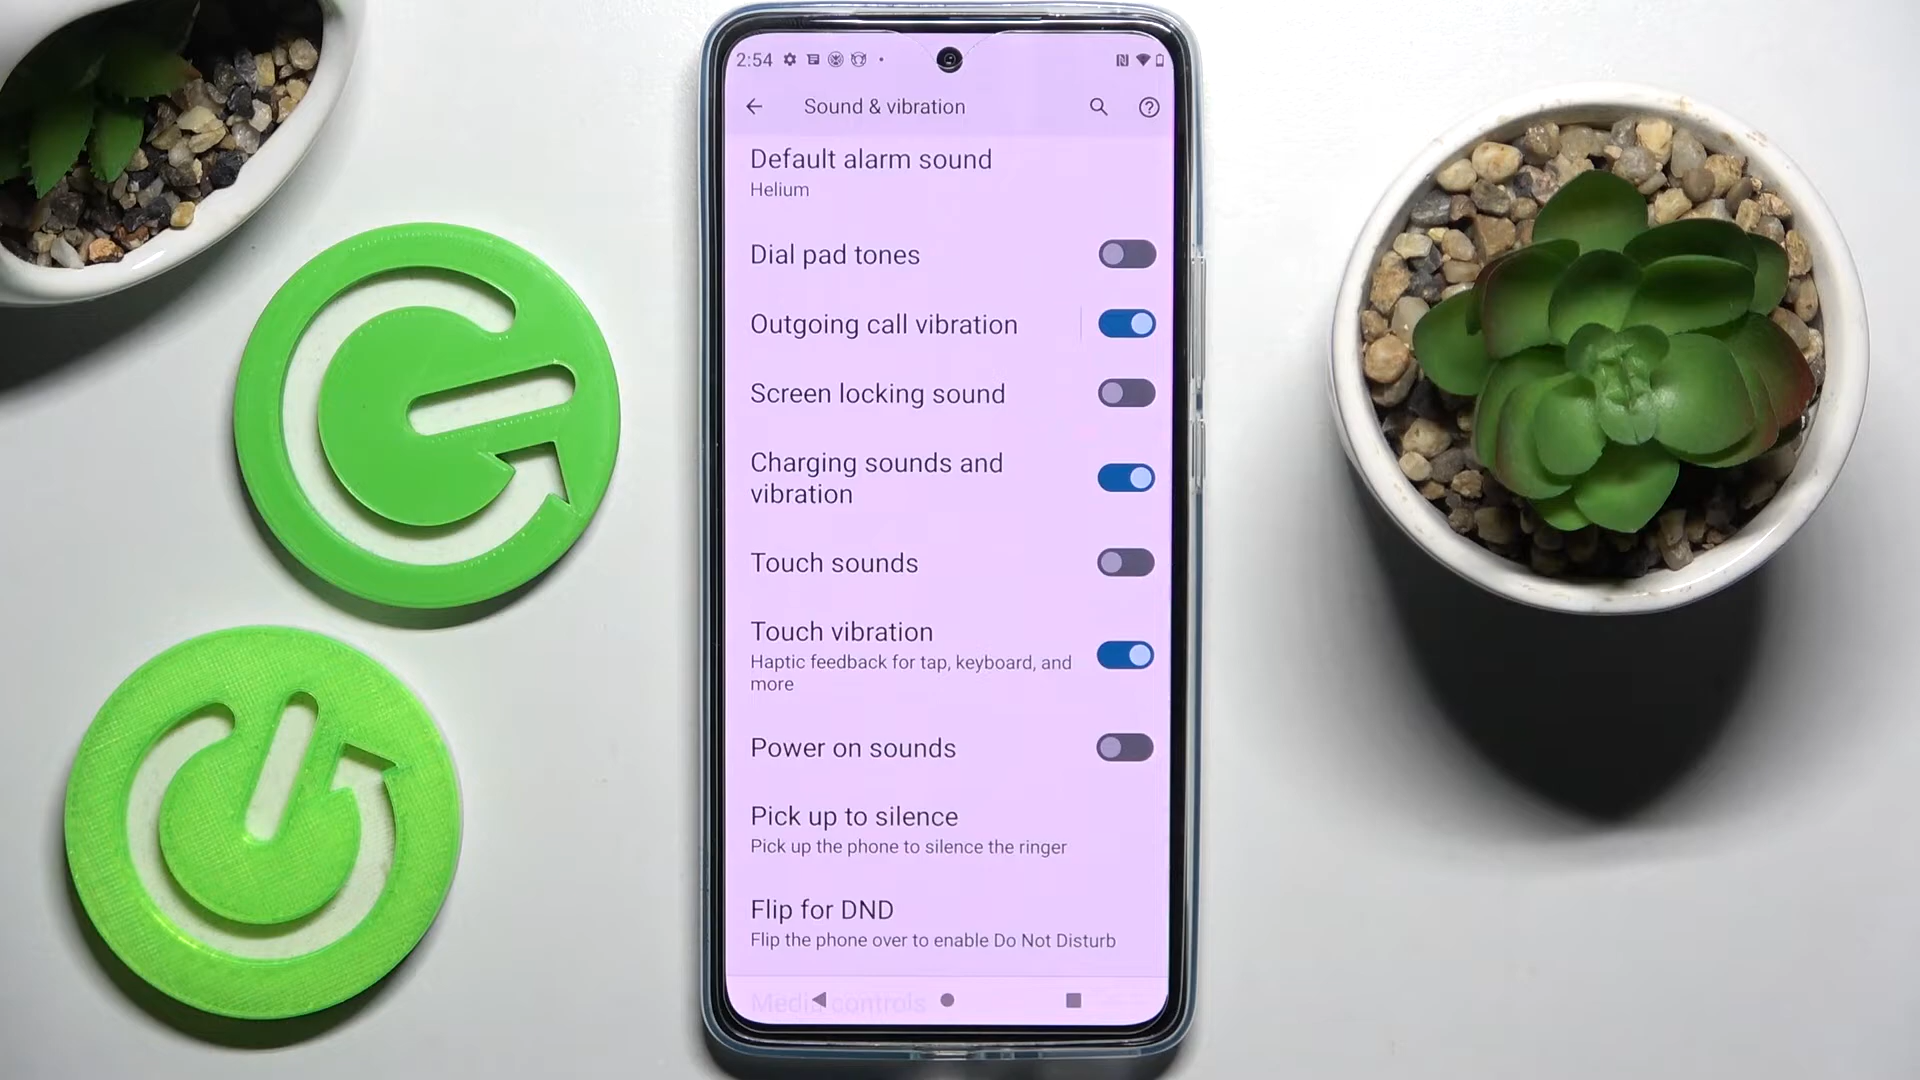 2:54
Sound & vibration
Default alarm sound
Helium
Dial pad tones
Outgoing call vibration
Screen locking sound
Charging sounds and
vibration
Touch sounds
Touch vibration
Haptic feedback for tap, keyboard, and
more
Power on sounds
Pick up to silence
Pick up the phone to silence the ringer
Flip for DND
Flip the phone over to enable Do Not Disturb
Media controls